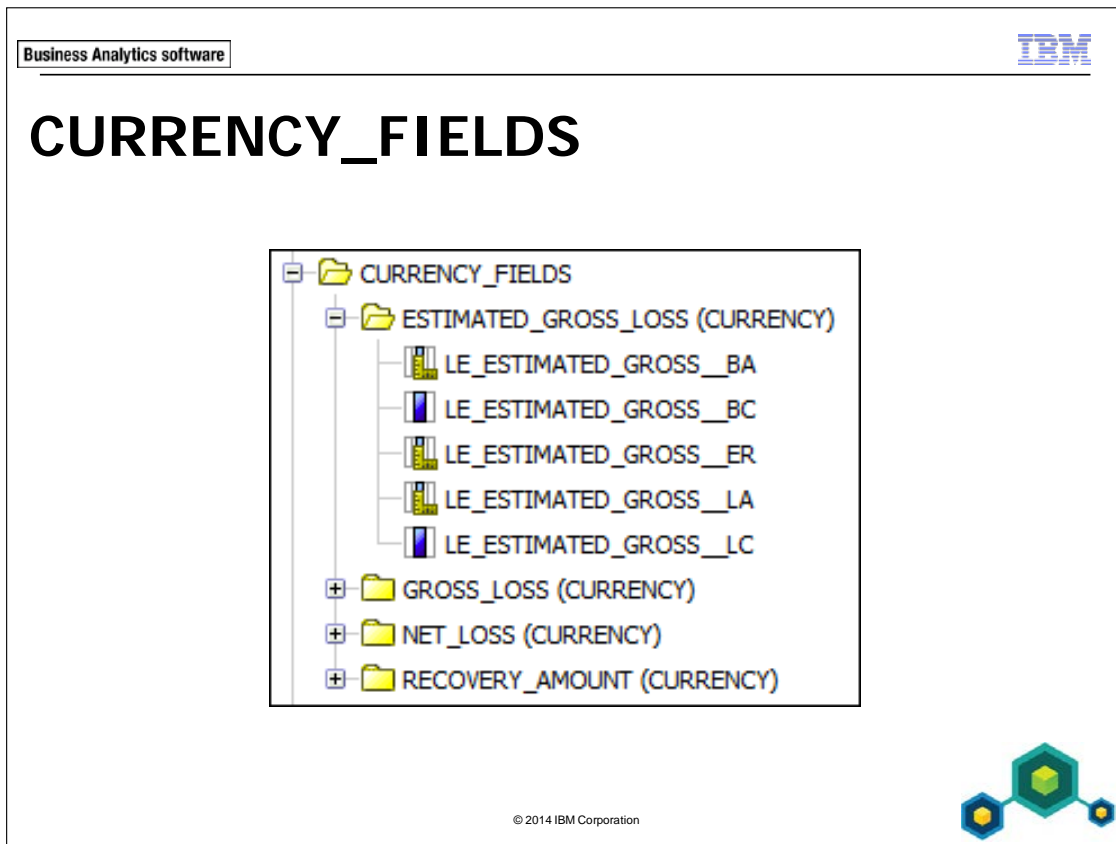 Business Analytics software
IBM
CURRENCY_FIELDS
CURRENCY_FIELDS
ESTIMATED_GROSS_LOSS (CURRENCY)
LE_ESTIMATED_GROSS__BA
LE_ESTIMATED_GROSS__BC
LE_ESTIMATED_GROSS__ER
LE_ESTIMATED_GROSS__LA
LE_ESTIMATED_GROSS__LC
GROSS_LOSS (CURRENCY)
NET_LOSS (CURRENCY)
RECOVERY_AMOUNT (CURRENCY)
© 2014 IBM Corporation